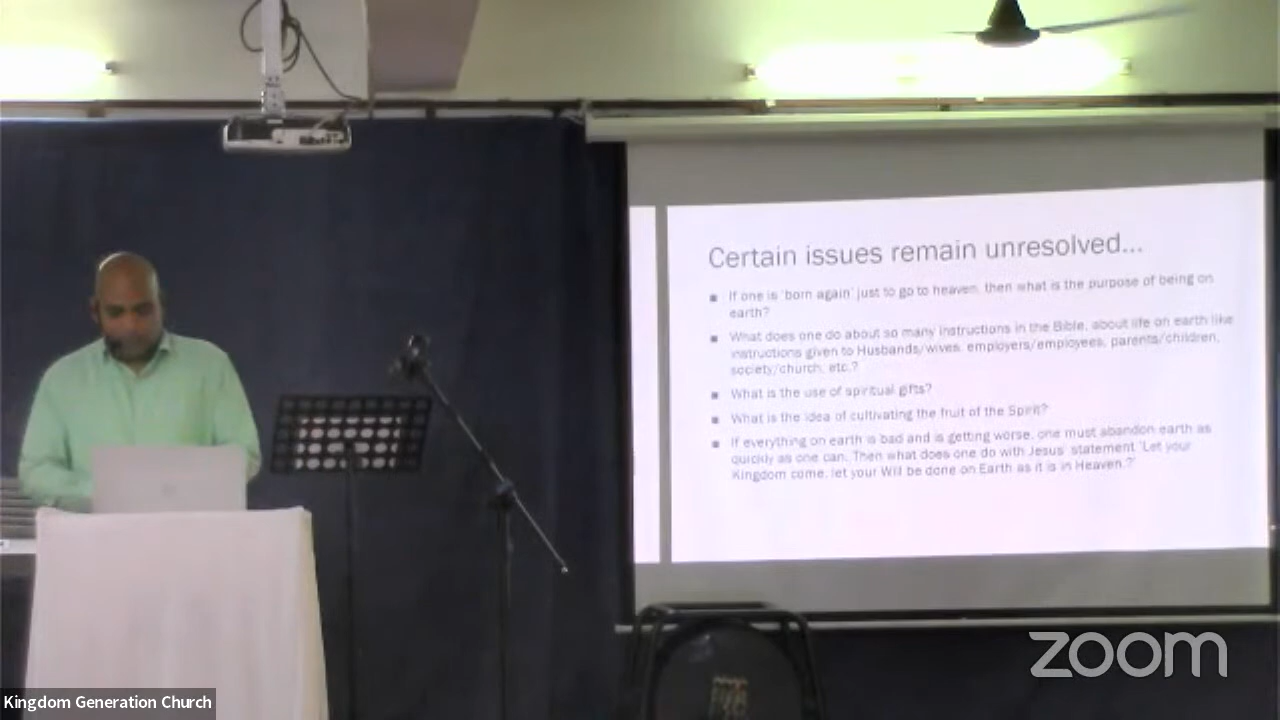 Certain issues remain unresolved...
If one is 'born again' just to go to heaven, then what is the purpose of being on
earth?
What does one do about so many instructions in the Bible, about life on earth like
instructions given to Husbands/wives, employers/employees, parents/children,
society/church, etc.?
What is the use of spiritual gifts?
What is the idea of cultivating the fruit of the Spirit?
If everything on earth is bad and is getting worse, one must abandon earth as
quickly as one can. Then what does one do with Jesus' statement 'Let your
Kingdom come, let your Will be done on Earth as it is in Heaven.?'
zoom
Kingdom Generation Church